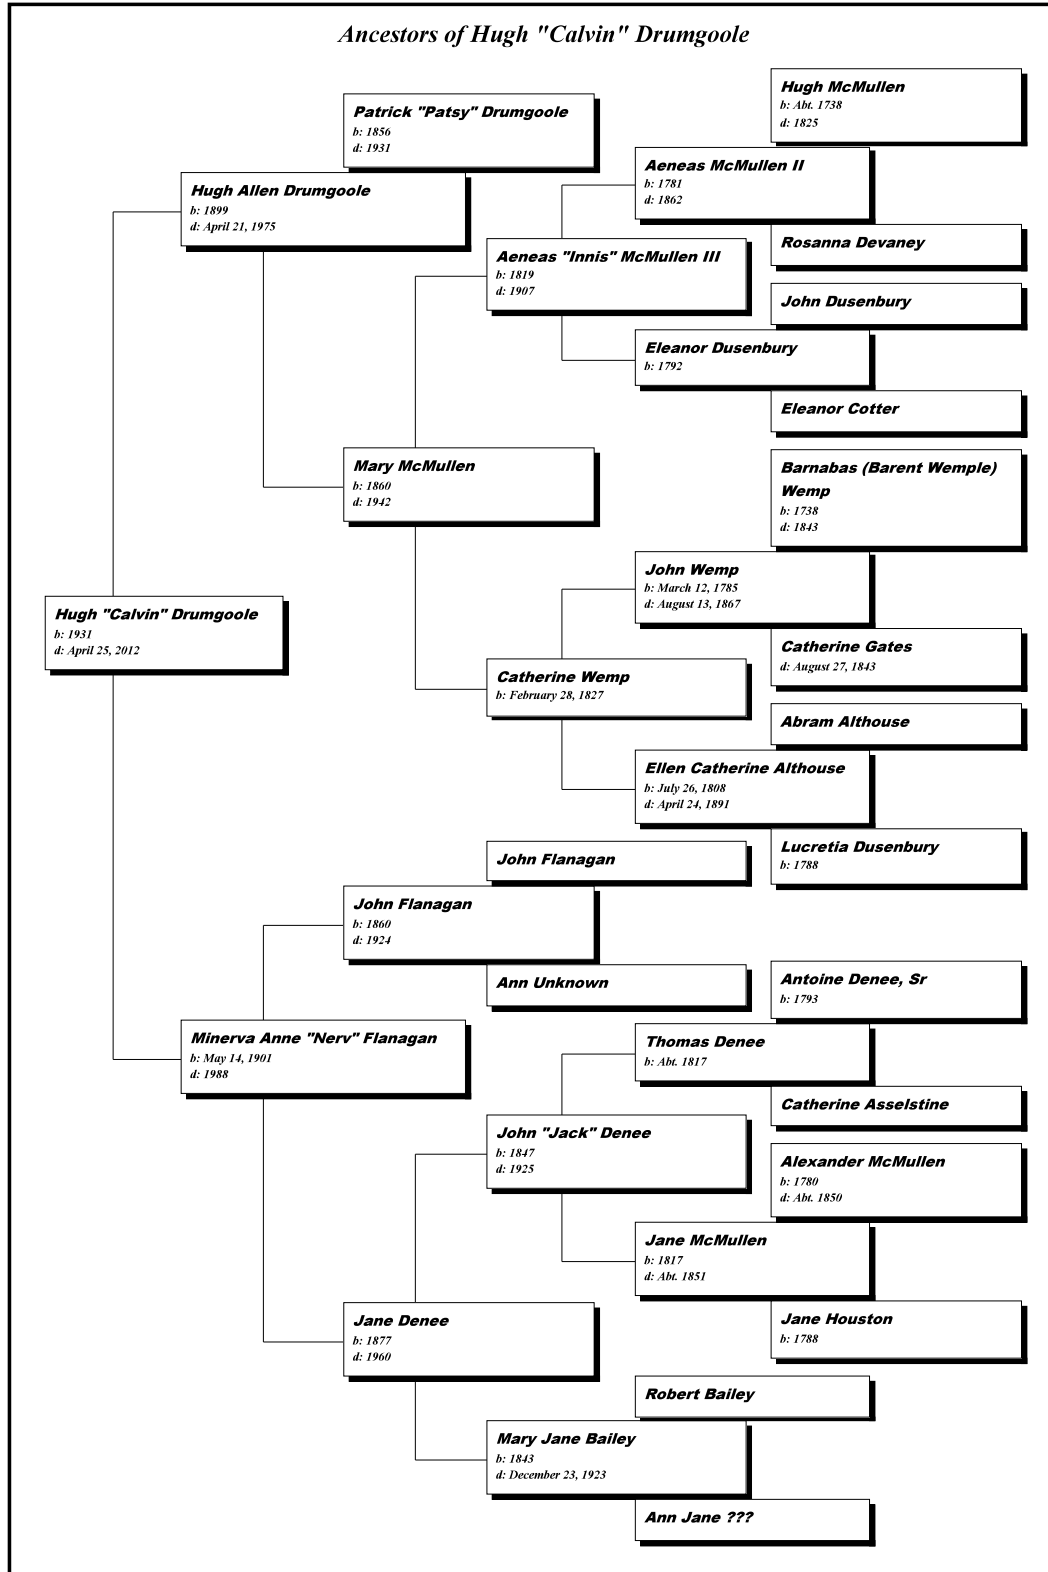 Ancestors of Hugh "Calvin" Drumgoole
Hugh McMullen
b: Abt. 1738
d: 1825
Patrick "Patsy" Drumgoole
b: 1856
d: 1931
Aeneas McMullen II
b: 1781
d: 1862
Hugh Allen Drumgoole
b: 1899
d: April 21, 1975
Rosanna Devaney
Aeneas "Innis" McMullen III
b: 1819
d: 1907
John Dusenbury
Eleanor Dusenbury
b: 1792
Eleanor Cotter
Mary McMullen
b: 1860
d: 1942
Barnabas (Barent Wemple)
Wemp
b: 1738
d: 1843
John Wemp
b: March 12, 1785
d: August 13, 1867
Hugh "Calvin" Drumgoole
b: 1931
d: April 25, 2012
Catherine Gates
d: August 27, 1843
Catherine Wemp
b: February 28, 1827
Abram Althouse
Ellen Catherine Althouse
b: July 26, 1808
d: April 24, 1891
Lucretia Dusenbury
b: 1788
John Flanagan
John Flanagan
b: 1860
d: 1924
Ann Unknown
Antoine Denee, Sr
b: 1793
Minerva Anne "Nerv" Flanagan
b: May 14, 1901
d: 1988
Thomas Denee
b: Abt. 1817
Catherine Asselstine
John "Jack" Denee
b: 1847
d: 1925
Alexander McMullen
b: 1780
d: Abt. 1850
Jane McMullen
b: 1817
d: Abt. 1851
Jane Denee
b: 1877
d: 1960
Jane Houston
b: 1788
Robert Bailey
Mary Jane Bailey
b: 1843
d: December 23, 1923
Ann Jane ???